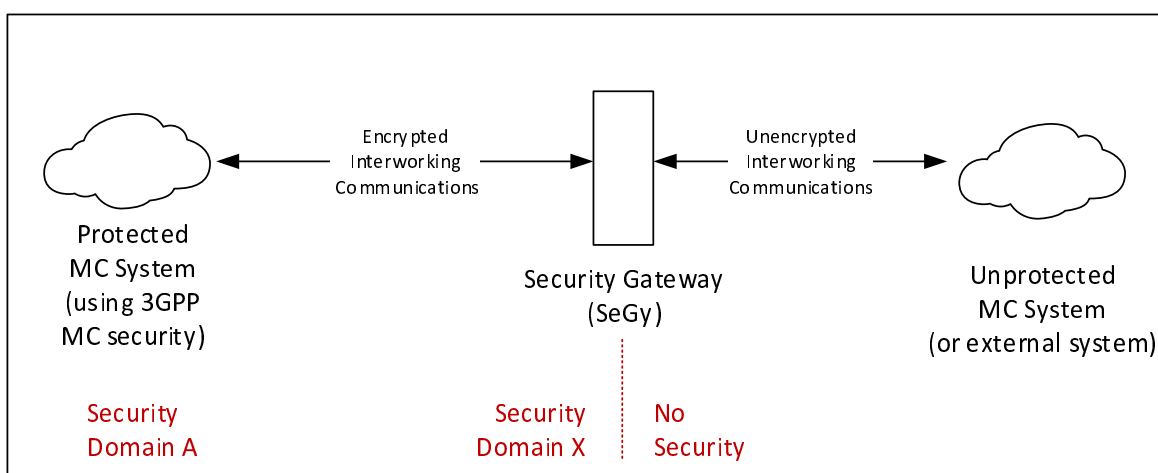 Encrypted
Interworking
Communications
Unencrypted
Interworking
Communications
Protected
MC System
(using 3GPP
MC security)
Security Gateway
(SeGy)
Unprotected
MC System
(or external system)
Security
Domain A
Security
Domain X
No
Security